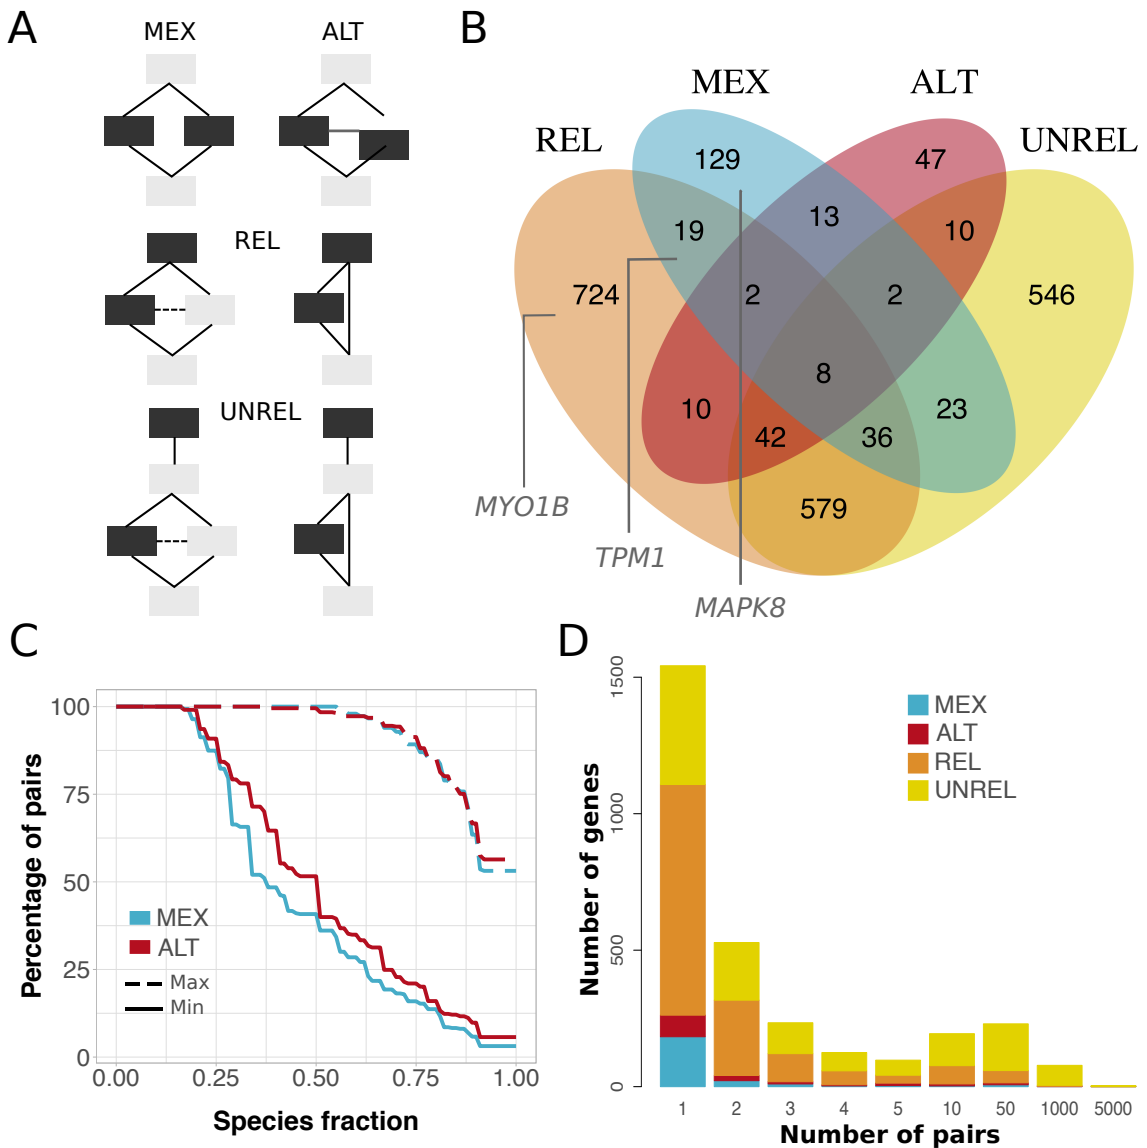 A
MEX
ALT
REL
UNREL
B
MEX
ALT
REL
UNREL
129
47
19
13
10
724
2
2
546
8
10
42
36
23
579
MYO1B
TPM1
MAPK8
C
Percentage of pairs
100
75
50
25
0
MEX
ALT
Max
Min
0.00
0.25
0.50
0.75
1.00
Species fraction
D
Number of genes
1500
1000
500
0
MEX
ALT
REL
UNREL
1
2
3
4
5
10
50
1000
5000
Number of pairs